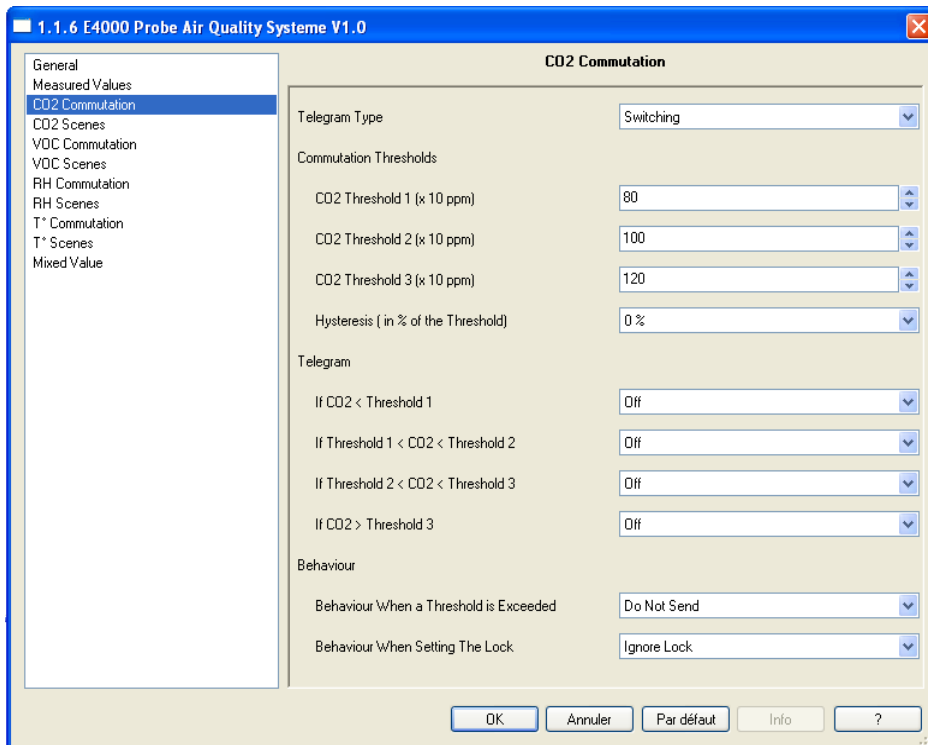 1.1.6 E4000 Probe Air Quality Systeme V1.0
General
Measured Values
CO2 Commutation
CO2 Scenes
VOC Commutation
VOC Scenes
RH Commutation
RH Scenes
T° Commutation
T° Scenes
Mixed Value
CO2 Commutation
Telegram Type Switching
Commutation Thresholds
CO2 Threshold 1 (x 10 ppm) 80
CO2 Threshold 2 (x 10 ppm) 100
CO2 Threshold 3 (x 10 ppm) 120
Hysteresis ( in % of the Threshold) 0 %
Telegram
If CO2 < Threshold 1 Off
If Threshold 1 < CO2 < Threshold 2 Off
If Threshold 2 < CO2 < Threshold 3 Off
If CO2 > Threshold 3 Off
Behaviour
Behaviour When a Threshold is Exceeded Do Not Send
Behaviour When Setting The Lock Ignore Lock
OK Annuler Par défaut Info ?